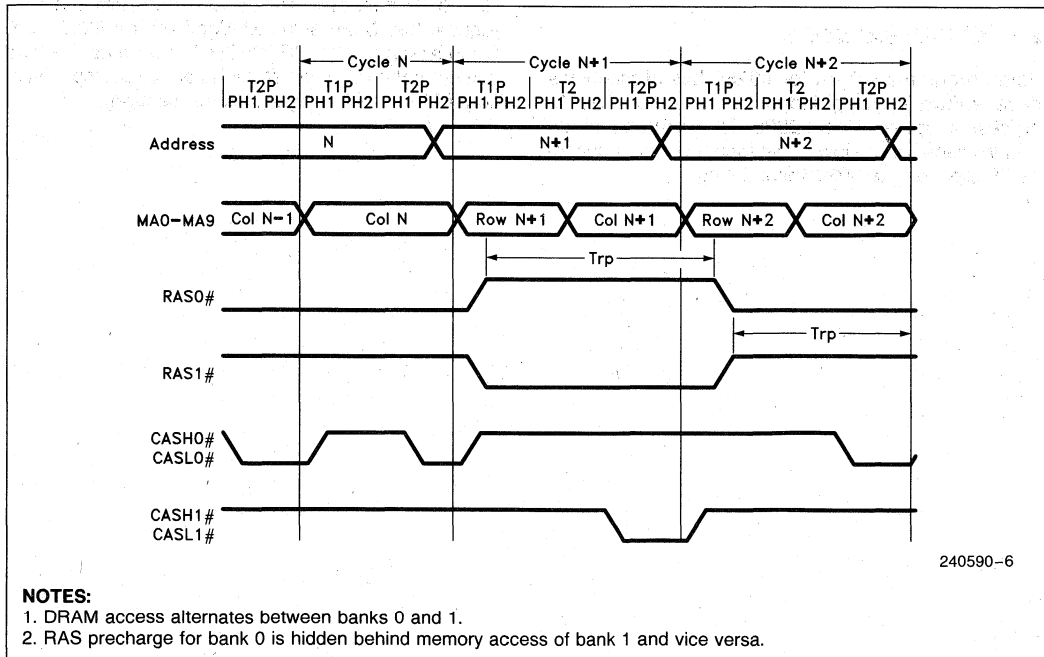 Cycle N Cycle N+1 Cycle N+2
T2P T1P T2P T1P T2 T2P T1P T2 T2P
PH1 PH2 PH1 PH2 PH1 PH2 PH1 PH2 PH1 PH2 PH1 PH2 PH1 PH2 PH1 PH2 PH1 PH2
Address N N+1 N+2
MA0-MA9 Col N-1 Col N Row N+1 Col N+1 Row N+2 Col N+2
Trp
RAS0#
Trp
RAS1#
CASH0#
CASL0#
CASH1#
CASL1#
240590-6
NOTES:
1. DRAM access alternates between banks 0 and 1.
2. RAS precharge for bank 0 is hidden behind memory access of bank 1 and vice versa.